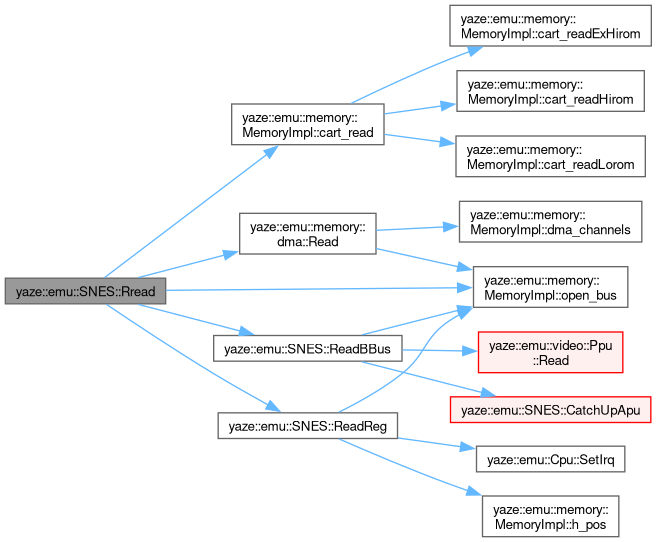 yaze::emu::SNES::Rread
yaze::emu::memory::
MemoryImpl::cart_read
yaze::emu::memory::
dma::Read
yaze::emu::SNES::ReadBBus
yaze::emu::SNES::ReadReg
yaze::emu::memory::
MemoryImpl::cart_readExHirom
yaze::emu::memory::
MemoryImpl::cart_readHirom
yaze::emu::memory::
MemoryImpl::cart_readLorom
yaze::emu::memory::
MemoryImpl::dma_channels
yaze::emu::memory::
MemoryImpl::open_bus
yaze::emu::video::Ppu
::Read
yaze::emu::SNES::CatchUpApu
yaze::emu::Cpu::SetIrq
yaze::emu::memory::
MemoryImpl::h_pos